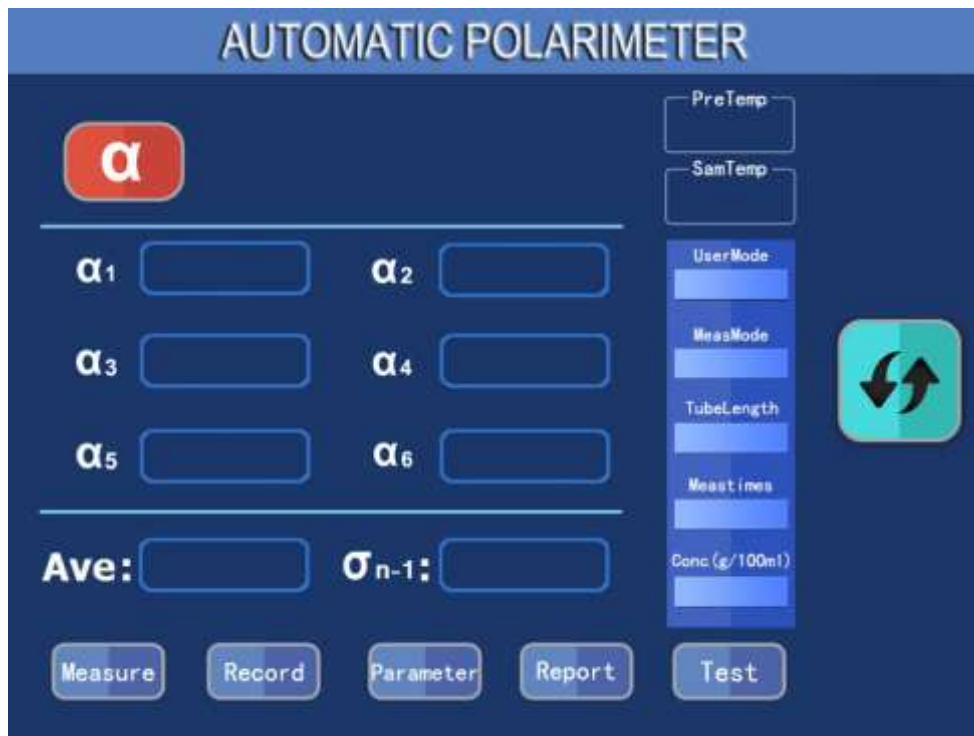 AUTOMATIC POLARIMETER
PreTemp
α
SamTemp
α1 α2
UserMode
α3 α4
MeasMode
TubeLength
α5 α6
Meastimes
Ave: σn-1:
Conc(g/100ml)
Measure Record Parameter Report Test